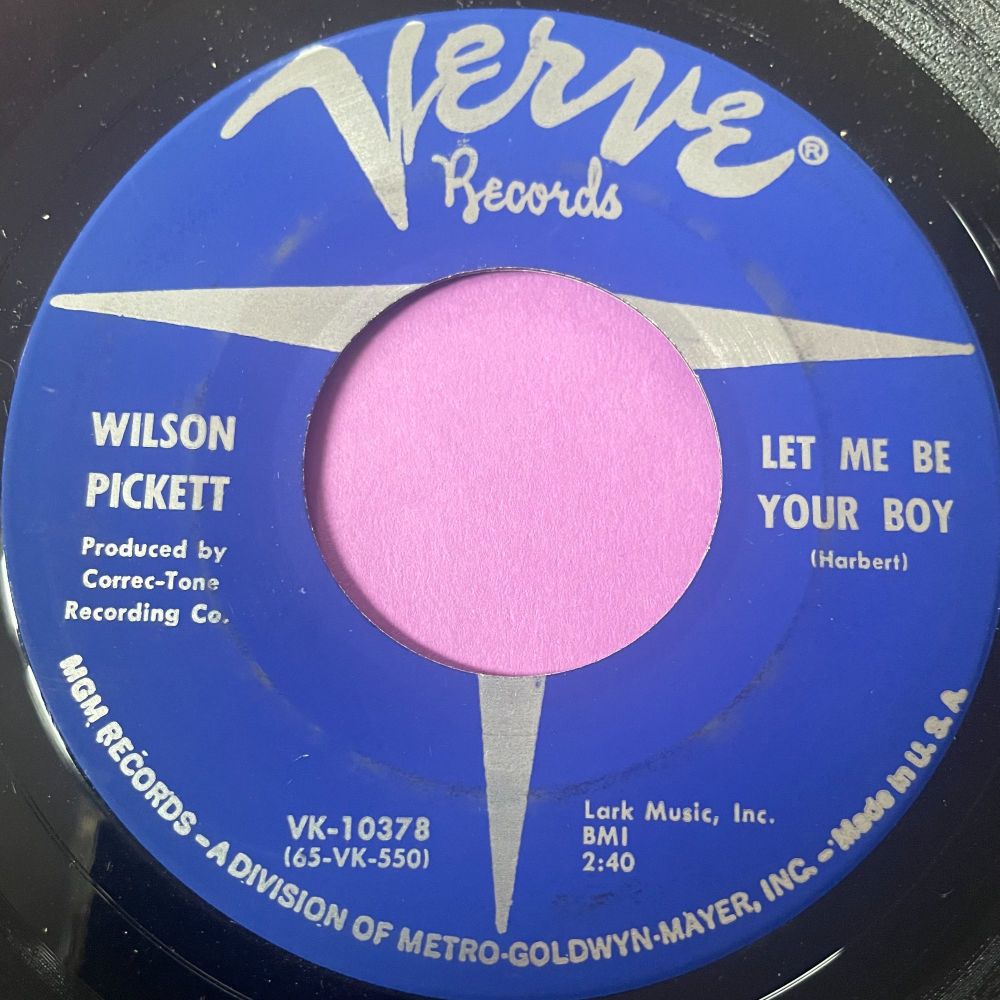 Verve®
Records
WILSON
PICKETT
Produced by
Correc-Tone
Recording Co.
LET ME BE
YOUR BOY
(Harbert)
VK-10378
(65-VK-550)
Lark Music, Inc.
BMI
2:40
MGM RECORDS – A DIVISION OF METRO-GOLDWYN-MAYER, INC. – Made in U. S. A.